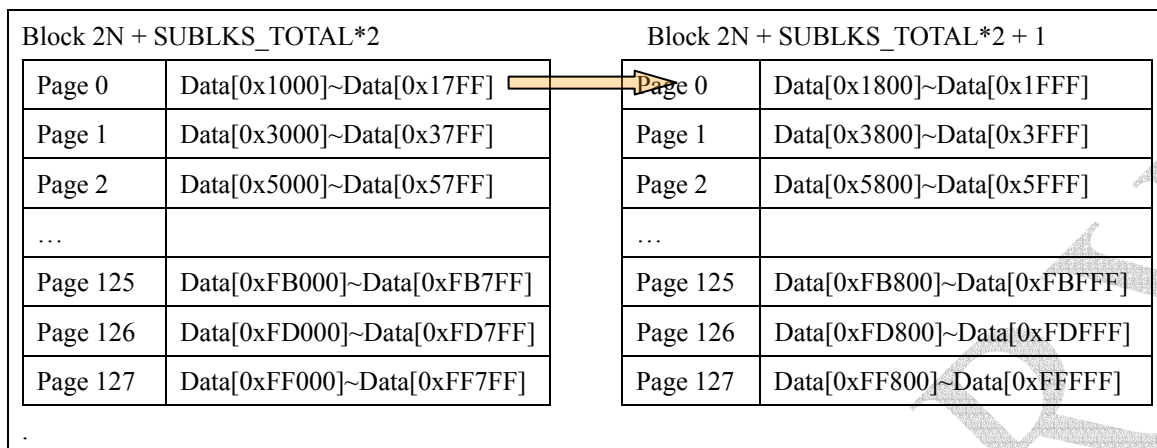 Block 2N + SUBLKS_TOTAL*2 Block 2N + SUBLKS_TOTAL*2 + 1
Page 0 Data[0x1000]~Data[0x17FF] Page 0 Data[0x1800]~Data[0x1FFF]
Page 1 Data[0x3000]~Data[0x37FF] Page 1 Data[0x3800]~Data[0x3FFF]
Page 2 Data[0x5000]~Data[0x57FF] Page 2 Data[0x5800]~Data[0x5FFF]
… …
Page 125 Data[0xFB000]~Data[0xFB7FF] Page 125 Data[0xFB800]~Data[0xFBFFF]
Page 126 Data[0xFD000]~Data[0xFD7FF] Page 126 Data[0xFD800]~Data[0xFDFFF]
Page 127 Data[0xFF000]~Data[0xFF7FF] Page 127 Data[0xFF800]~Data[0xFFFFF]
.